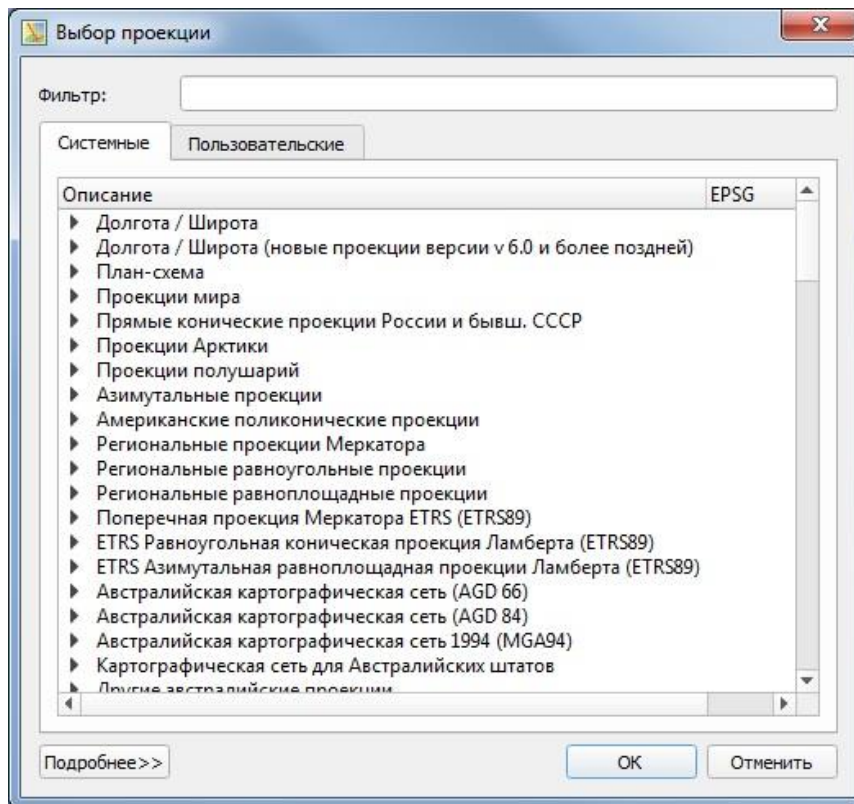 Выбор проекции
Фильтр:
Системные Пользовательские
Описание EPSG
Долгота / Широта
Долгота / Широта (новые проекции версии v 6.0 и более поздней)
План-схема
Проекции мира
Прямые конические проекции России и бывш. СССР
Проекции Арктики
Проекции полушарий
Азимутальные проекции
Американские поликонические проекции
Региональные проекции Меркатора
Региональные равноугольные проекции
Региональные равноплощадные проекции
Поперечная проекция Меркатора ETRS (ETRS89)
ETRS Равноугольная коническая проекция Ламберта (ETRS89)
ETRS Азимутальная равноплощадная проекции Ламберта (ETRS89)
Австралийская картографическая сеть (AGD 66)
Австралийская картографическая сеть (AGD 84)
Австралийская картографическая сеть 1994 (MGA94)
Картографическая сеть для Австралийских штатов
Другие австралийские проекции
Подробнее>> ОК Отменить